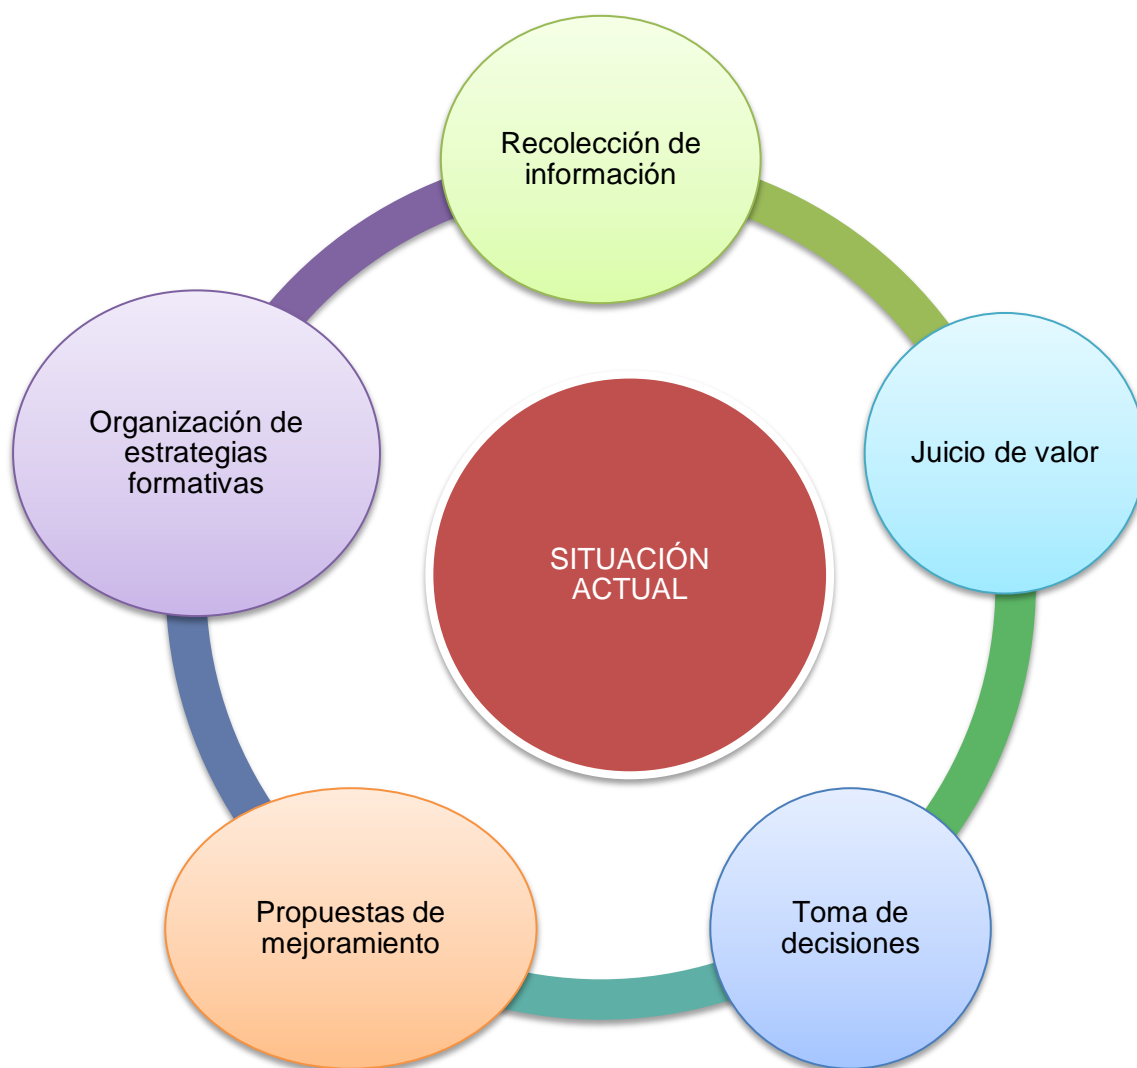 Recolección de
información
Juicio de valor
Organización de
estrategias
formativas
SITUACIÓN
ACTUAL
Propuestas de
mejoramiento
Toma de
decisiones